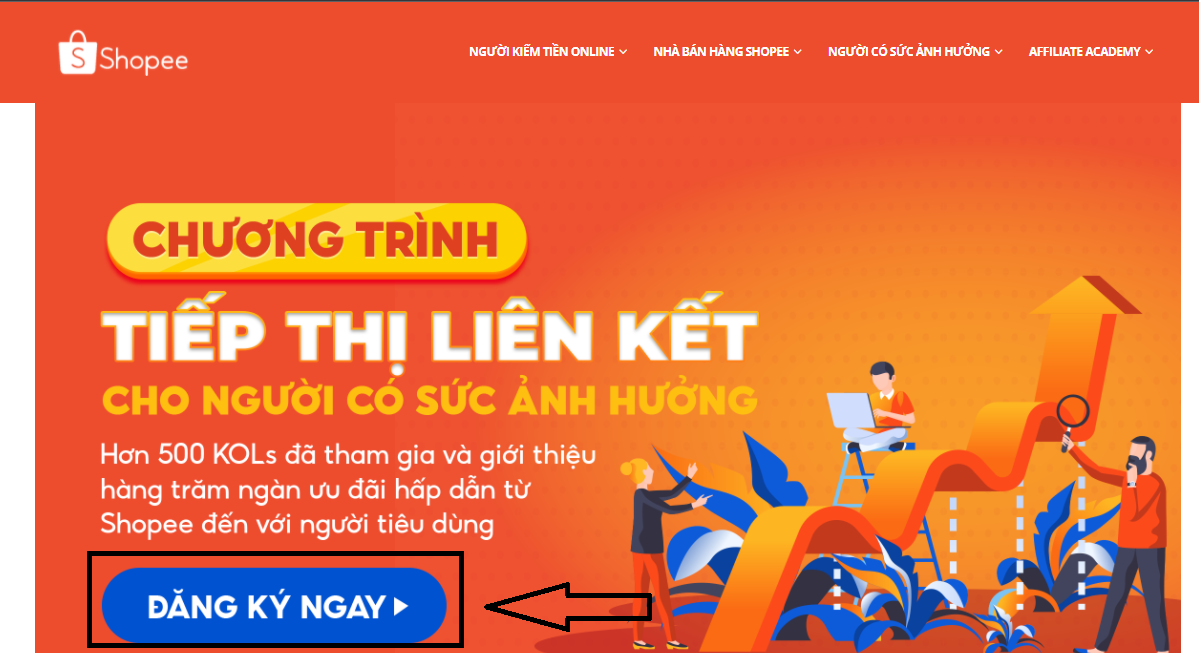 Shopee
NGƯỜI KIẾM TIỀN ONLINE
NHÀ BÁN HÀNG SHOPEE
NGƯỜI CÓ SỨC ẢNH HƯỞNG
AFFILIATE ACADEMY
CHƯƠNG TRÌNH
TIẾP THỊ LIÊN KẾT
CHO NGƯỜI CÓ SỨC ẢNH HƯỞNG
Hơn 500 KOLs đã tham gia và giới thiệu
hàng trăm ngàn ưu đãi hấp dẫn từ
Shopee đến với người tiêu dùng
ĐĂNG KÝ NGAY